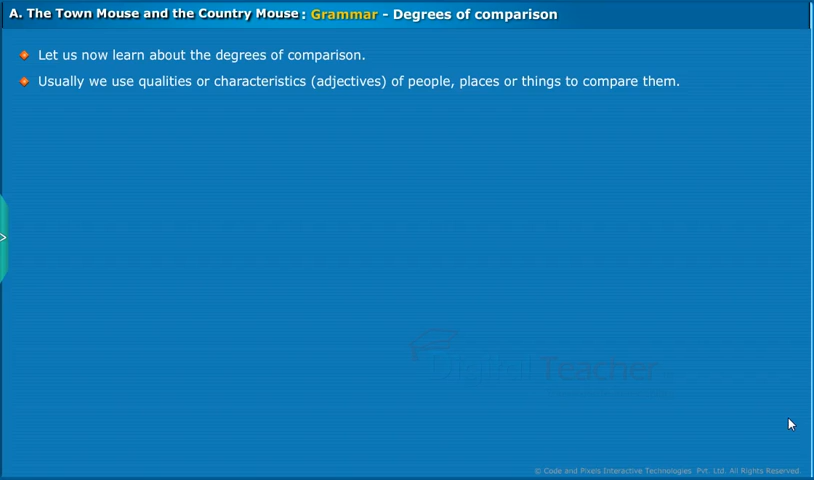 A. The Town Mouse and the Country Mouse : Grammar - Degrees of comparison
Let us now learn about the degrees of comparison.
Usually we use qualities or characteristics (adjectives) of people, places or things to compare them.
Digital Teacher
© Code and Pixels Interactive Technologies Pvt. Ltd. All Rights Reserved.